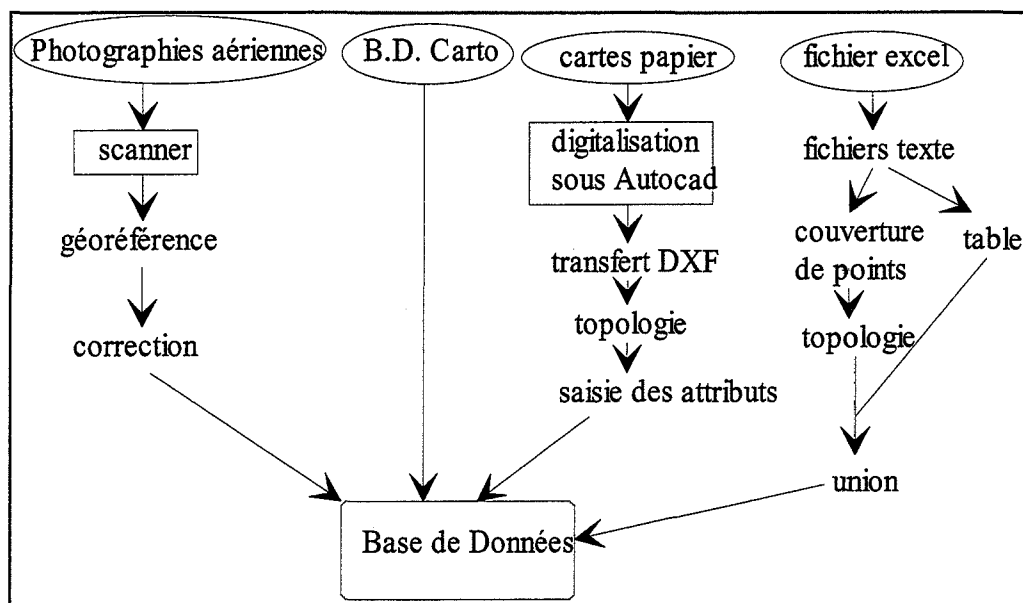 Photographies aériennes
B.D. Carto
cartes papier
fichier excel
scanner
géoréférence
correction
digitalisation
sous Autocad
transfert DXF
topologie
saisie des attributs
fichiers texte
couverture
de points
table
topologie
union
Base de Données